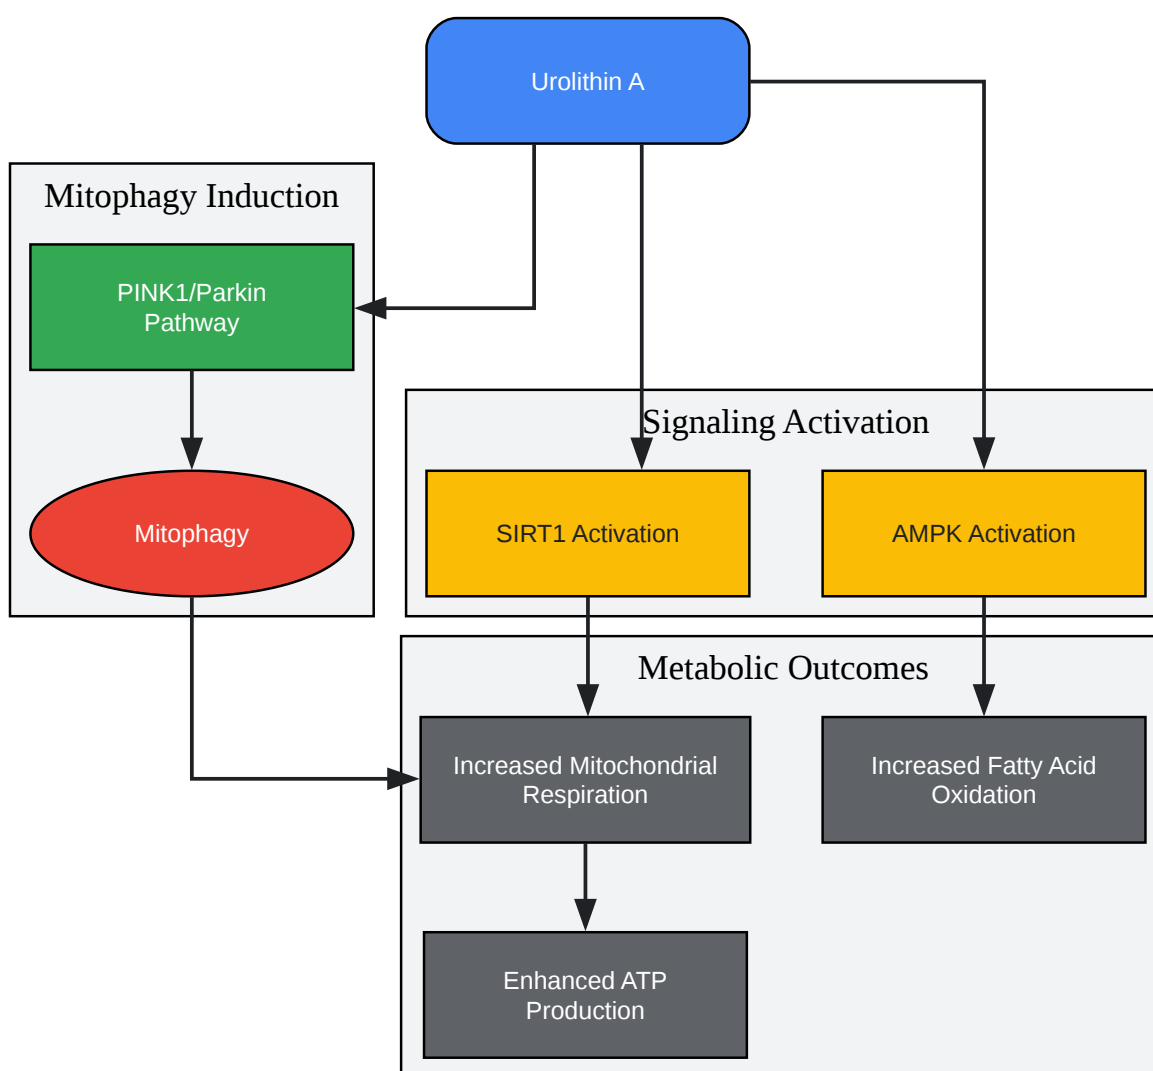 Urolithin A
Mitophagy Induction
PINK1/Parkin
Pathway
Mitophagy
Signaling Activation
SIRT1 Activation
AMPK Activation
Metabolic Outcomes
Increased Mitochondrial
Respiration
Increased Fatty Acid
Oxidation
Enhanced ATP
Production